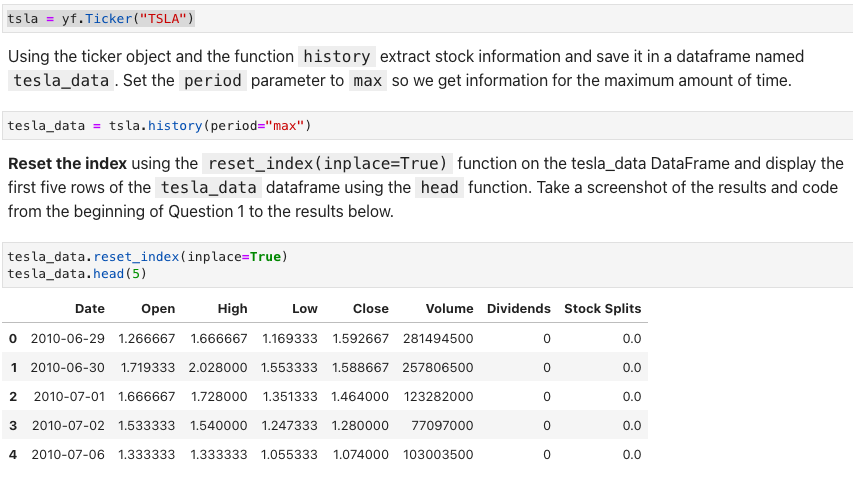 tsla = yf.Ticker("TSLA")
Using the ticker object and the function history extract stock information and save it in a dataframe named
tesla_data . Set the period parameter to max so we get information for the maximum amount of time.
tesla_data = tsla.history(period="max")
Reset the index using the reset_index(inplace=True) function on the tesla_data DataFrame and display the
first five rows of the tesla_data dataframe using the head function. Take a screenshot of the results and code
from the beginning of Question 1 to the results below.
tesla_data.reset_index(inplace=True)
tesla_data.head(5)
Date Open High Low Close Volume Dividends Stock Splits
0 2010-06-29 1.266667 1.666667 1.169333 1.592667 281494500 0 0.0
1 2010-06-30 1.719333 2.028000 1.553333 1.588667 257806500 0 0.0
2 2010-07-01 1.666667 1.728000 1.351333 1.464000 123282000 0 0.0
3 2010-07-02 1.533333 1.540000 1.247333 1.280000 77097000 0 0.0
4 2010-07-06 1.333333 1.333333 1.055333 1.074000 103003500 0 0.0